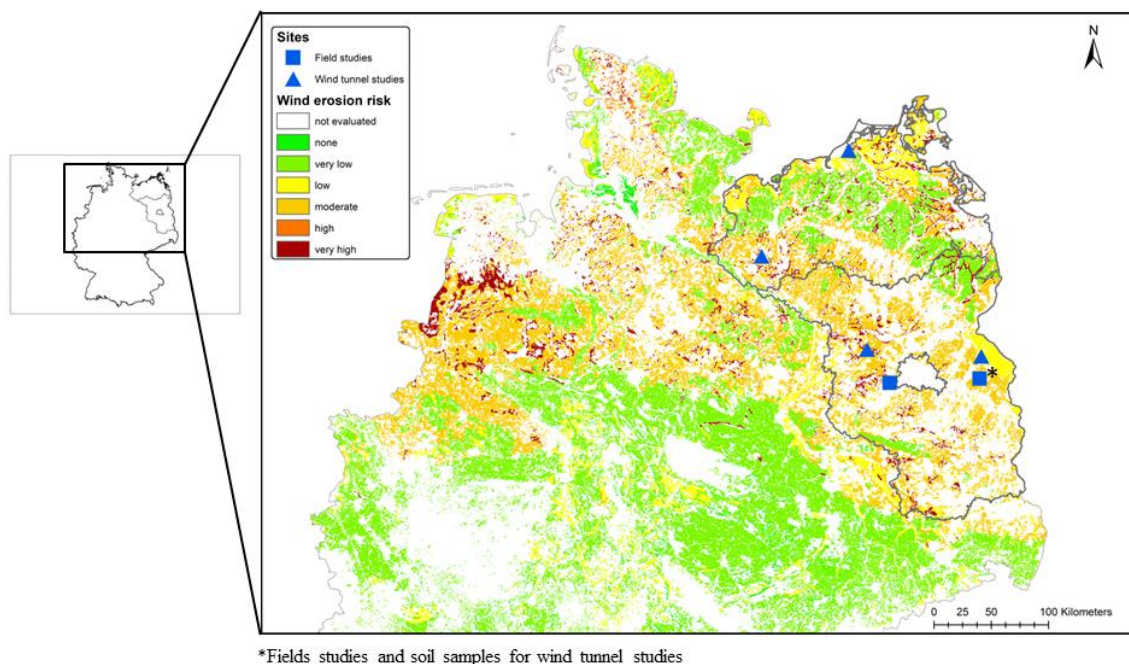 Sites
Field studies
Wind tunnel studies
Wind erosion risk
not evaluated
none
very low
low
moderate
high
very high
N
*
0 25 50 100 Kilometers
*Fields studies and soil samples for wind tunnel studies